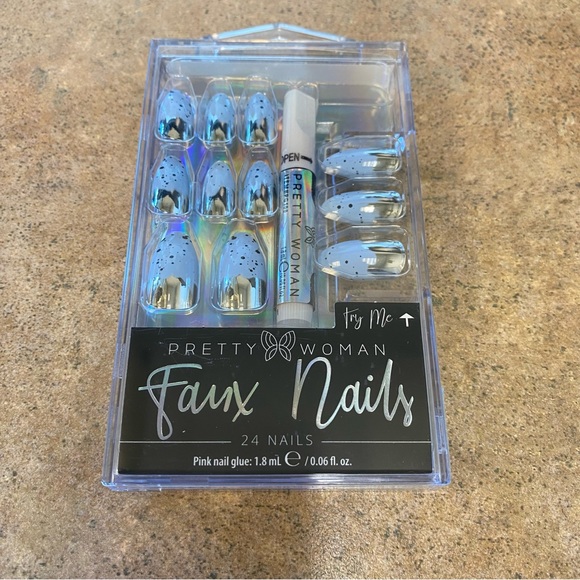 OPEN
PRETTY WOMAN
Try Me
PRETTY WOMAN
Faux Nails
24 NAILS
Pink nail glue: 1.8 mL ℮ / 0.06 fl. oz.